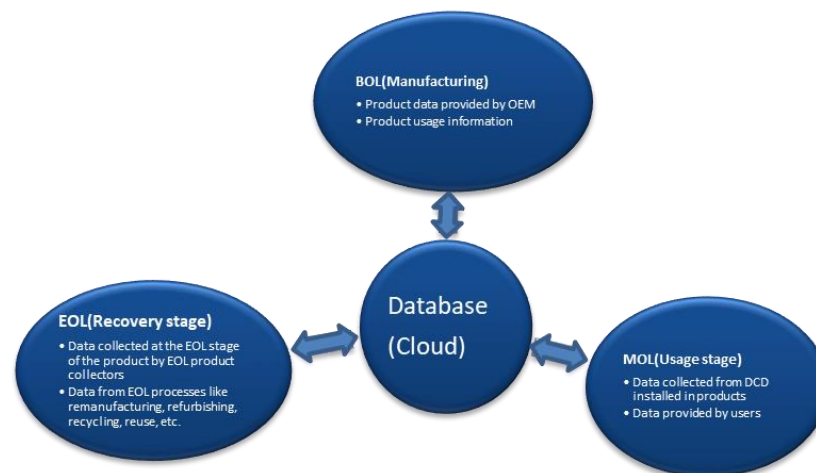 BOL(Manufacturing)
• Product data provided by OEM
• Product usage information
Database
(Cloud)
EOL(Recovery stage)
• Data collected at the EOL stage
of the product by EOL product
collectors
• Data from EOL processes like
remanufacturing, refurbishing,
recycling, reuse, etc.
MOL(Usage stage)
• Data collected from DCD
installed in products
• Data provided by users